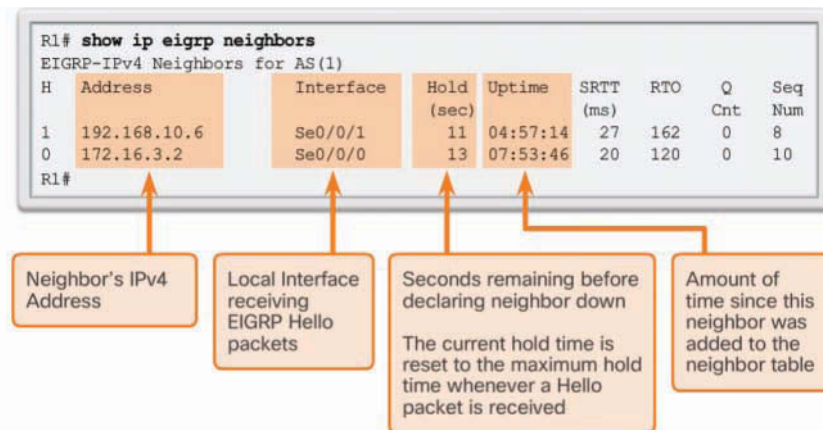 R1# show ip eigrp neighbors
EIGRP-IPv4 Neighbors for AS(1)
H Address Interface Hold Uptime SRTT RTO Q Seq
(sec) (ms) Cnt Num
1 192.168.10.6 Se0/0/1 11 04:57:14 27 162 0 8
0 172.16.3.2 Se0/0/0 13 07:53:46 20 120 0 10
R1#
Neighbor's IPv4
Address
Local Interface
receiving
EIGRP Hello
packets
Seconds remaining before
declaring neighbor down
The current hold time is
reset to the maximum hold
time whenever a Hello
packet is received
Amount of
time since this
neighbor was
added to the
neighbor table